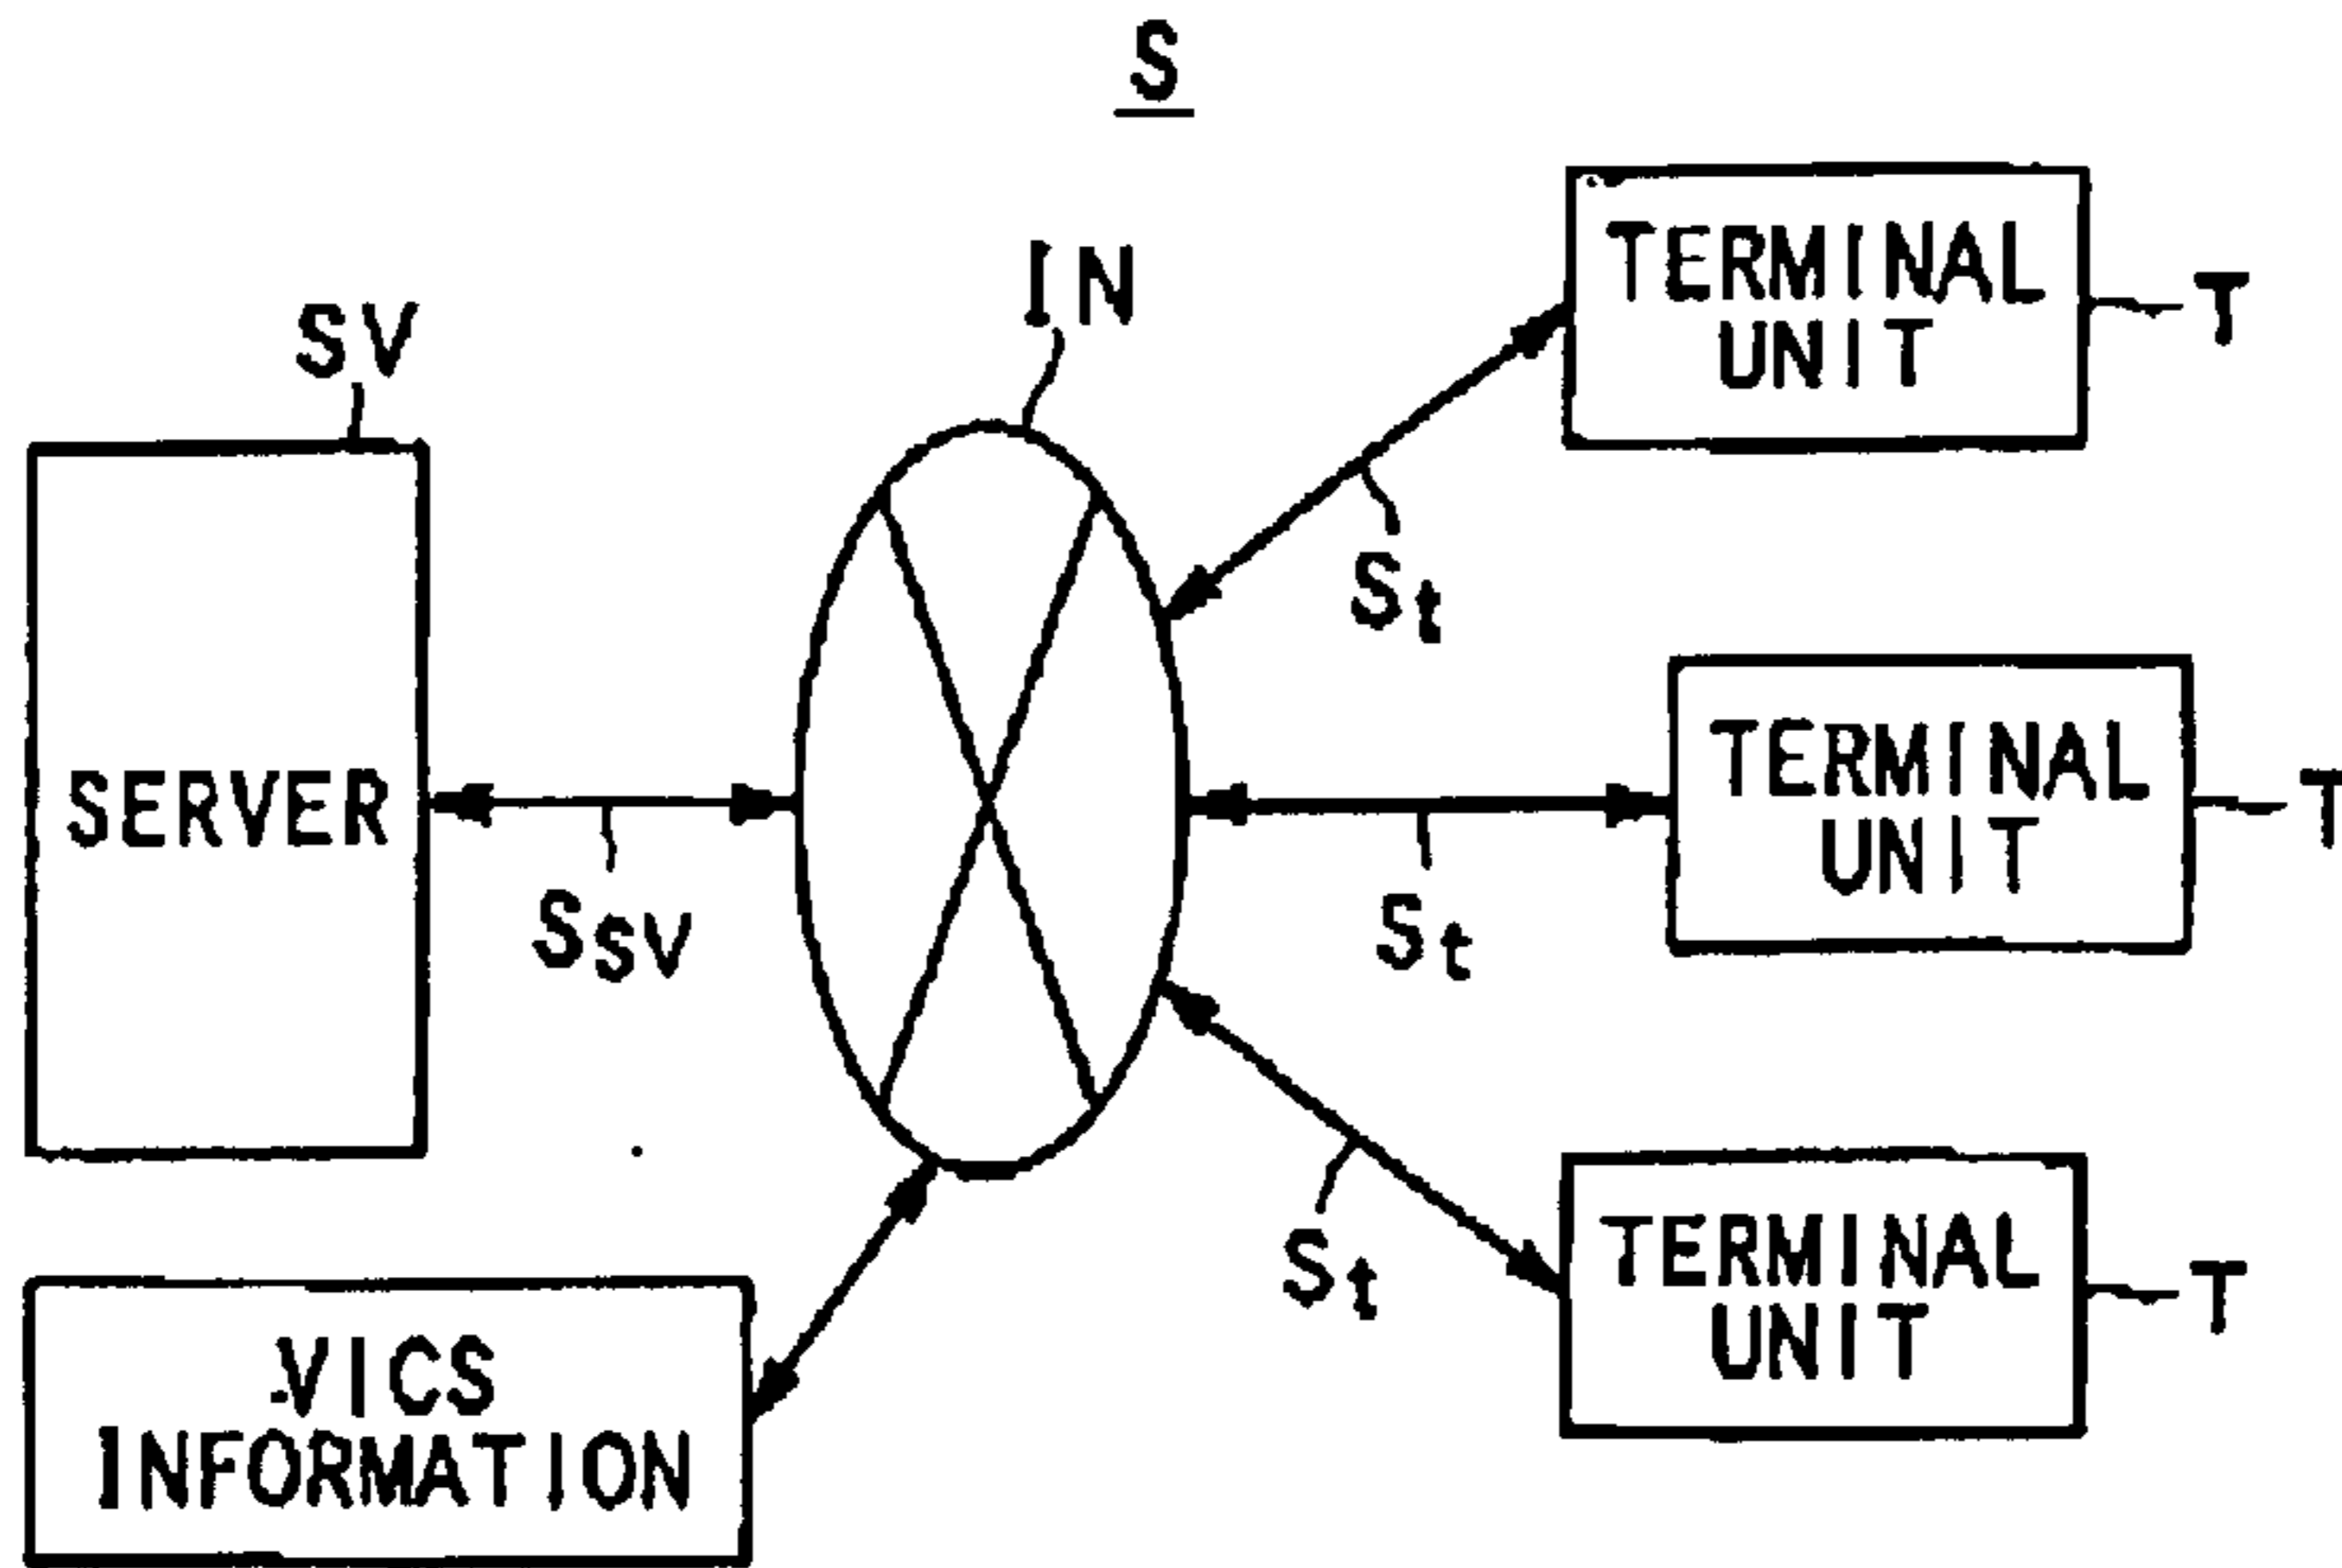 S
IN
SV
TERMINAL
UNIT
T
St
SERVER
SSV
TERMINAL
UNIT
T
St
TERMINAL
UNIT
T
St
VICS
INFORMATION